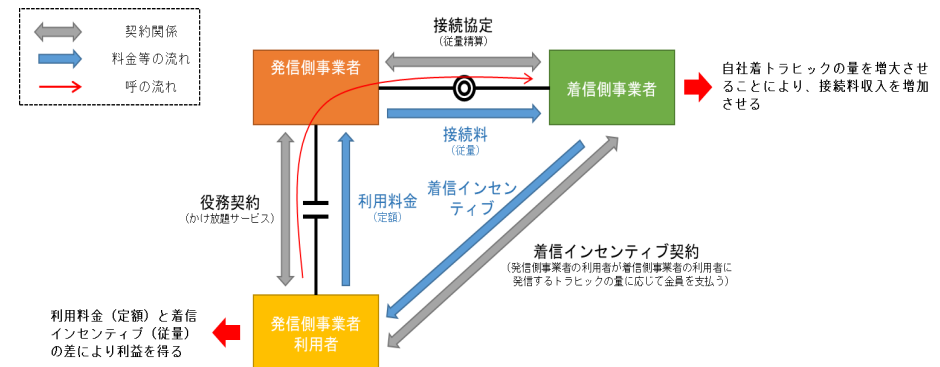 契約関係
料金等の流れ
呼の流れ
接続協定
（従量精算）
発信側事業者
着信側事業者
自社着トラヒックの量を増大させ
ることにより、接続料収入を増加
させる
接続料
（従量）
役務契約
（かけ放題サービス）
利用料金
（定額）
着信インセン
ティブ
着信インセンティブ契約
（発信側事業者の利用者が着信側事業者の利用者に
発信するトラヒックの量に応じて金員を支払う）
利用料金（定額）と着信
インセンティブ（従量）
の差により利益を得る
発信側事業者
利用者